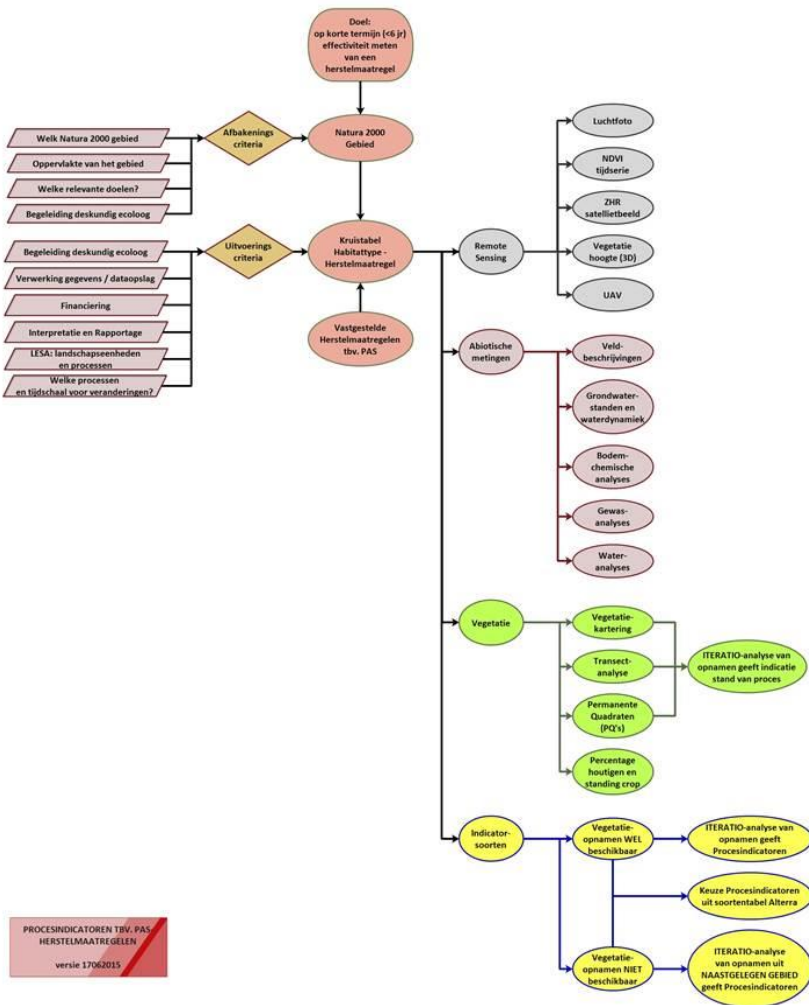 Doel:
op korte termijn (<6 jr)
effectiviteit meten
van een
herstelmaatregel
Welk Natura 2000 gebied
Oppervlakte van het gebied
Welke relevante doelen?
Begeleiding deskundig ecoloog
Afbakenings
criteria
Natura 2000
Gebied
Begeleiding deskundig ecoloog
Verwerking gegevens / dataopslag
Financiering
Interpretatie en Rapportage
LESA: landschapseenheden
en processen
Welke processen
en tijdschaal voor veranderingen?
Uitvoerings
criteria
Kruistabel
Habitattype -
Herstelmaatregel
Vastgestelde
Herstelmaatregelen
tbv. PAS
Remote
Sensing
Luchtfoto
NDVI
tijdserie
ZHR
satellietbeeld
Vegetatie
hoogte (3D)
UAV
Abiotische
metingen
Veld-
beschrijvingen
Grondwater-
standen en
waterdynamiek
Bodem-
chemische
analyses
Gewas-
analyses
Water-
analyses
Vegetatie
Vegetatie-
kartering
Transect-
analyse
Permanente
Quadraten
(PQ's)
Percentage
houtigen en
standing crop
ITERATIO-analyse van
opnamen geeft indicatie
stand van proces
Indicator-
soorten
Vegetatie-
opnamen WEL
beschikbaar
ITERATIO-analyse van
opnamen geeft
Procesindicatoren
Keuze Procesindicatoren
uit soortentabel Alterra
Vegetatie-
opnamen NIET
beschikbaar
ITERATIO-analyse
van opnamen uit
NAASTGELEGEN GEBIED
geeft Procesindicatoren
PROCESINDICATOREN TBV. PAS
HERSTELMAATREGELEN
versie 17062015